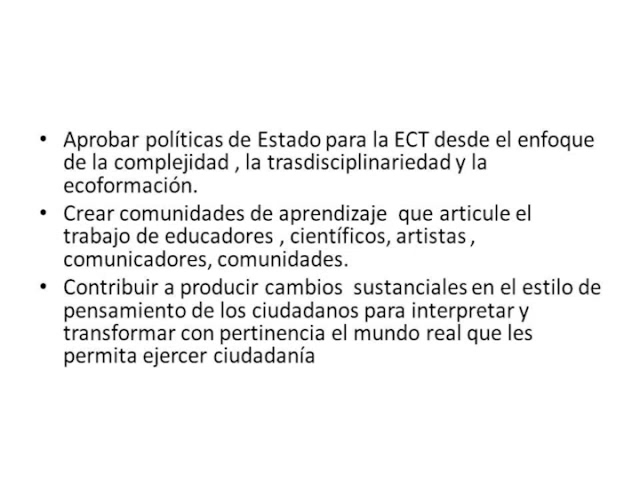 • Aprobar políticas de Estado para la ECT desde el enfoque
de la complejidad , la trasdisciplinariedad y la
ecoformación.
• Crear comunidades de aprendizaje  que articule el
trabajo de educadores , científicos, artistas ,
comunicadores, comunidades.
• Contribuir a producir cambios  sustanciales en el estilo de
pensamiento de los ciudadanos para interpretar y
transformar con pertinencia el mundo real que les
permita ejercer ciudadanía